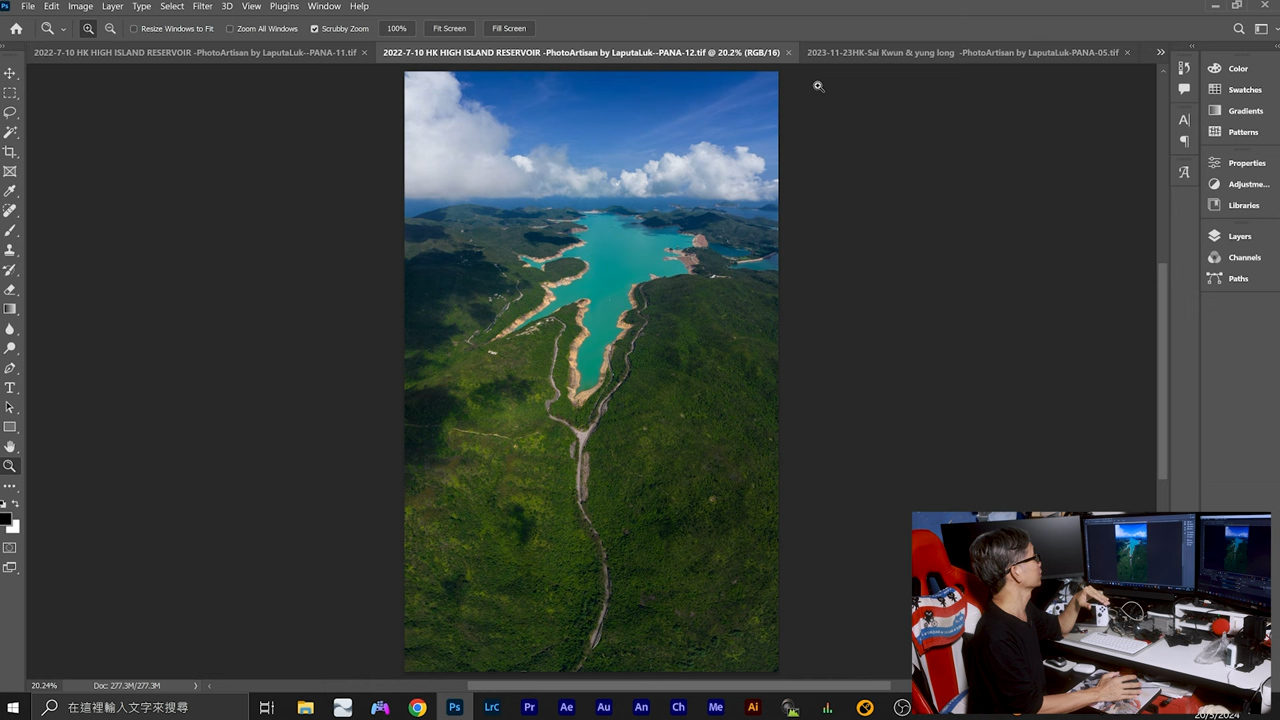 Ps File Edit Image Layer Type Select Filter 3D View Plugins Window Help
Resize Windows to Fit Zoom All Windows Scrubby Zoom 100% Fit Screen Fill Screen
2022-7-10 HK HIGH ISLAND RESERVOIR -PhotoArtisan by LaputaLuk--PANA-11.tif × 2022-7-10 HK HIGH ISLAND RESERVOIR -PhotoArtisan by LaputaLuk--PANA-12.tif @ 20.2% (RGB/16) × 2023-11-23HK-Sai Kwun & yung long -PhotoArtisan by LaputaLuk-PANA-05.tif ×
Color
Swatches
Gradients
Patterns
Properties
Adjustme...
Libraries
Layers
Channels
Paths
20.24% Doc: 277.3M/277.3M
在這裡輸入文字來搜尋
Ps LrC Pr Ae Au An Ch Me Ai
20/5/2024